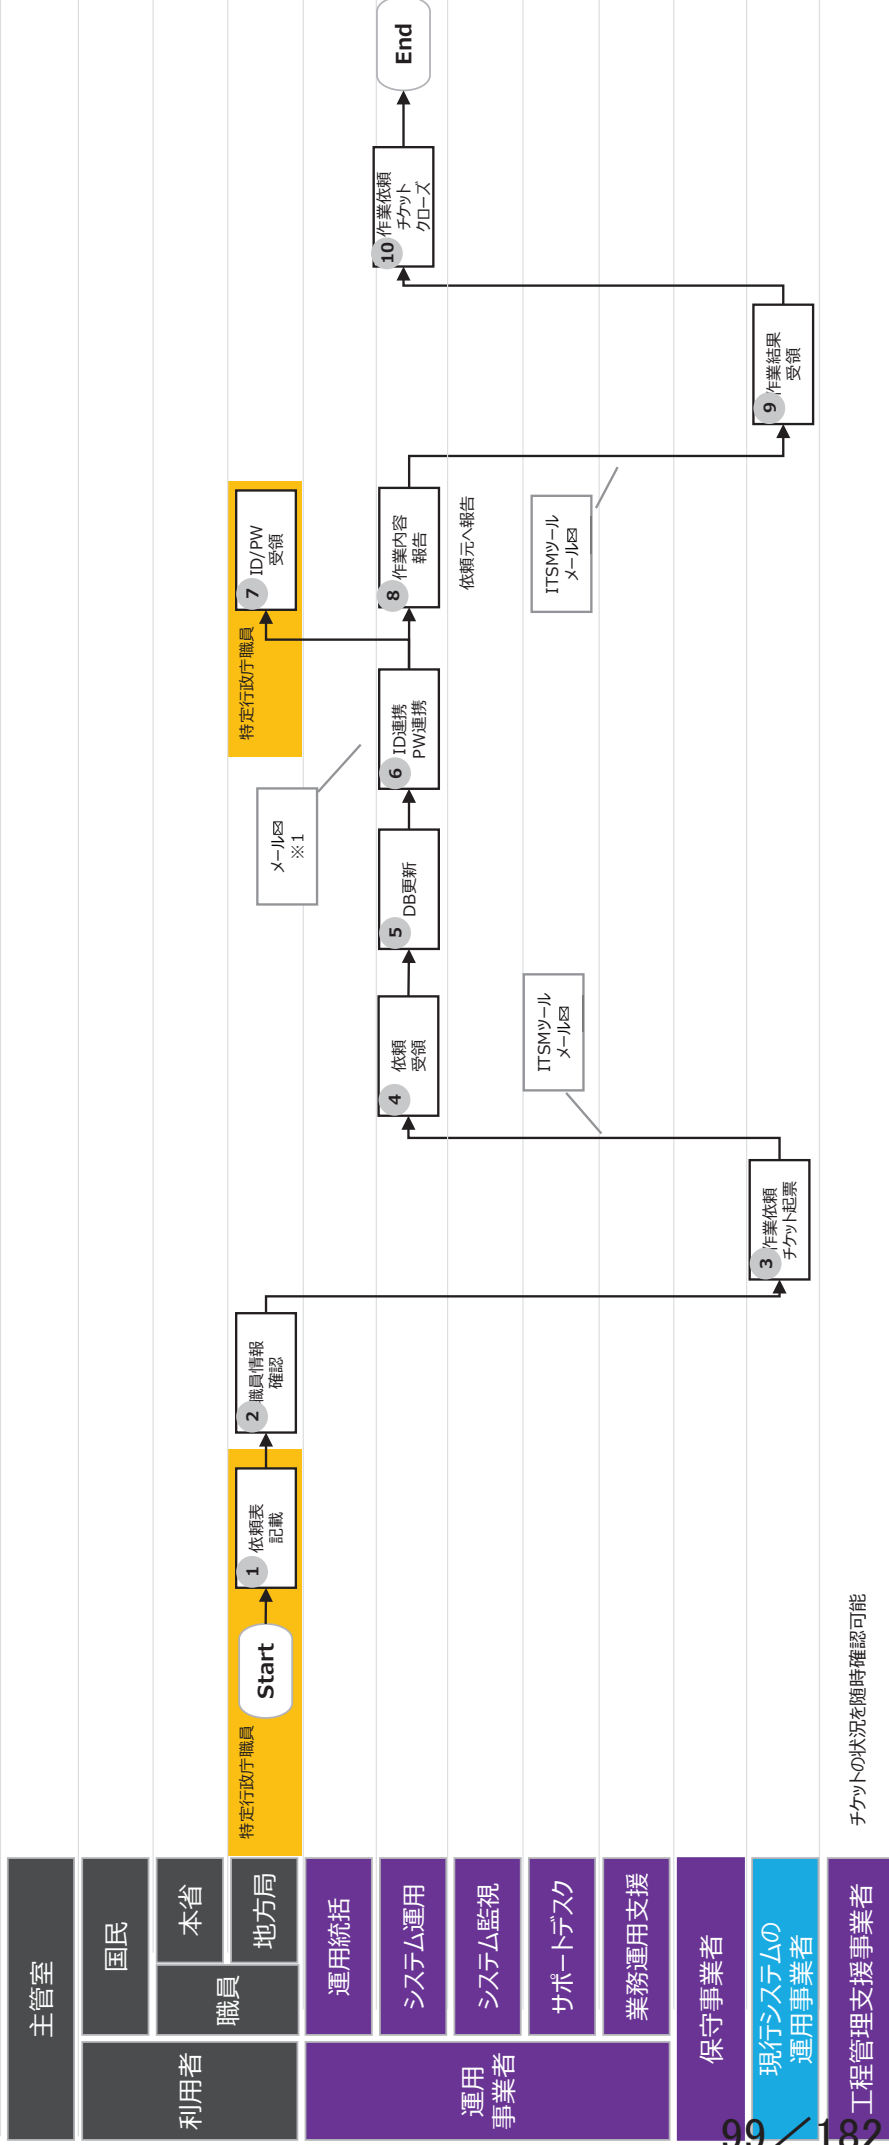 主管室
利用者
国民
職員
本省
地方局
運用
事業者
運用統括
システム運用
システム監視
サポートデスク
業務運用支援
保守事業者
現行システムの
運用事業者
工程管理支援事業者
特定行政庁職員
Start
1
依頼表
記載
2
職員情報
確認
3
作業依頼
チケット起票
ITSMツール
メール
4
依頼
受領
5
DB更新
メール
※1
6
ID連携
PW連携
特定行政庁職員
7
ID/PW
受領
8
作業内容
報告
依頼元へ報告
ITSMツール
メール
9
作業結果
受領
10
作業依頼
チケット
クローズ
End
チケットの状況を随時確認可能
99／182